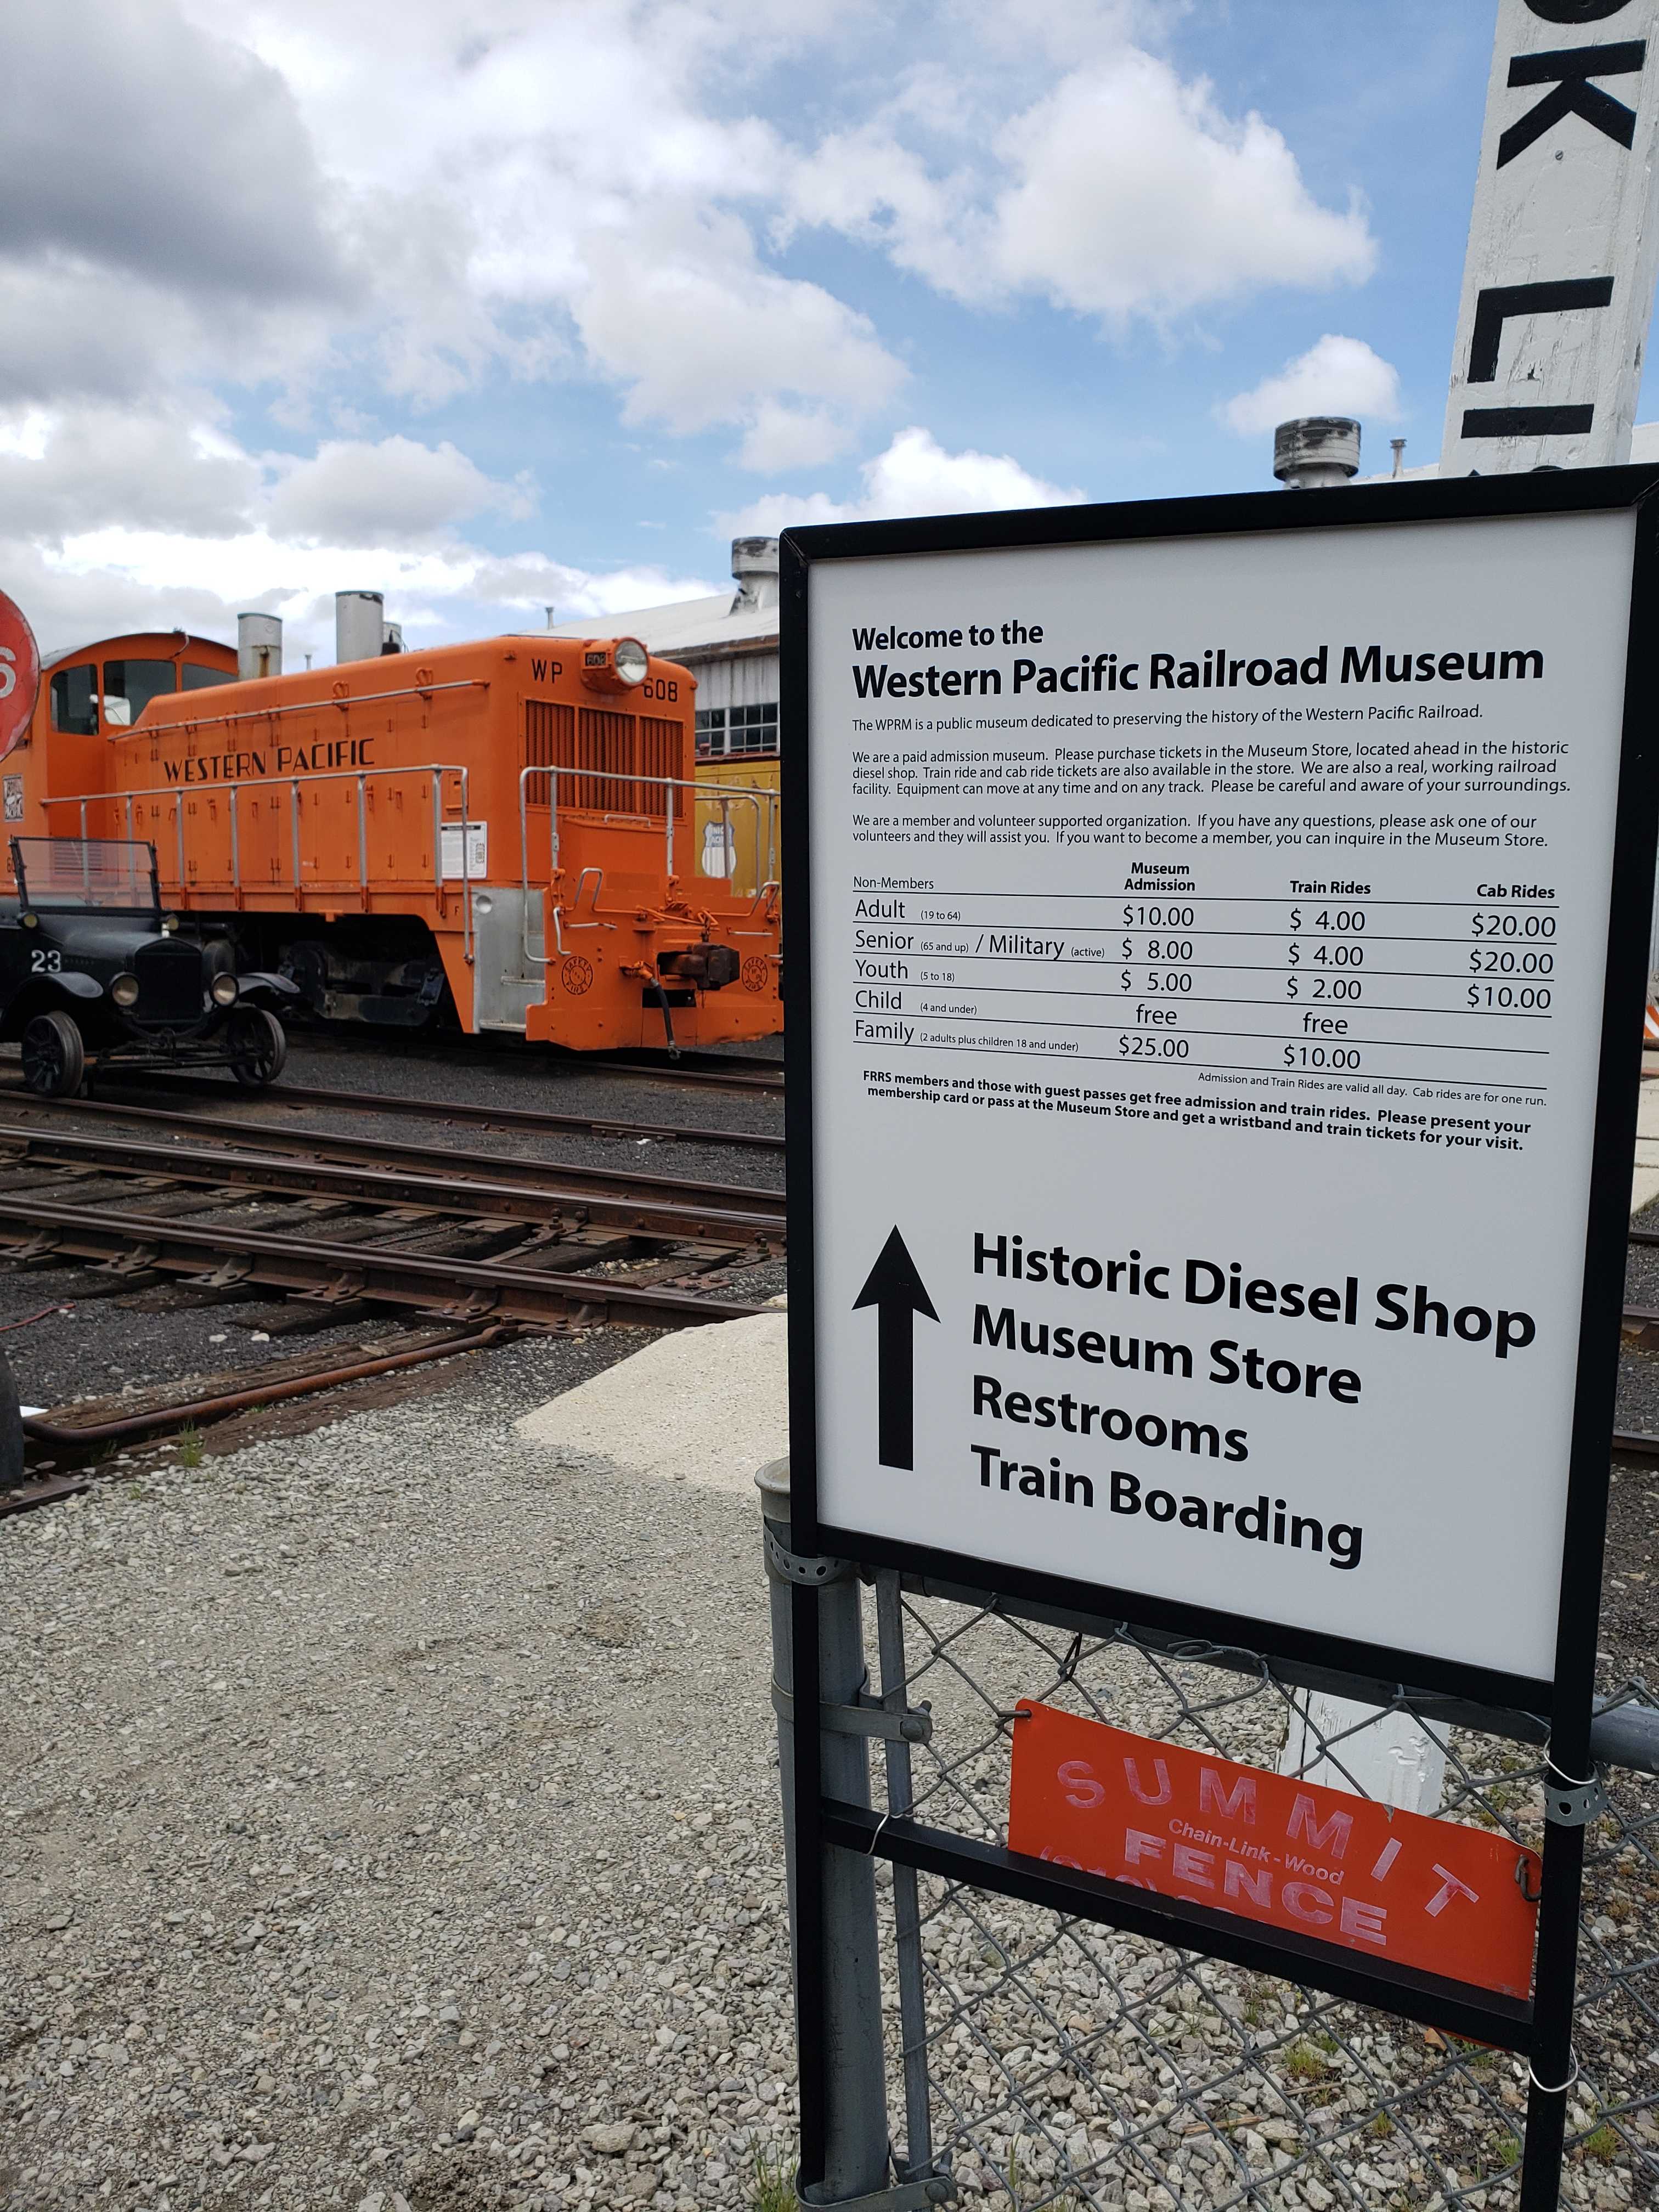 OK LI
6
WP
608
608
WESTERN PACIFIC
23
SAFETY FIRST
SAFETY FIRST
Welcome to the
Western Pacific Railroad Museum
The WPRM is a public museum dedicated to preserving the history of the Western Pacific Railroad.
We are a paid admission museum. Please purchase tickets in the Museum Store, located ahead in the historic
diesel shop. Train ride and cab ride tickets are also available in the store. We are also a real, working railroad
facility. Equipment can move at any time and on any track. Please be careful and aware of your surroundings.
We are a member and volunteer supported organization. If you have any questions, please ask one of our
volunteers and they will assist you. If you want to become a member, you can inquire in the Museum Store.
Non-Members Museum Admission Train Rides Cab Rides
Adult (19 to 64) $10.00 $ 4.00 $20.00
Senior (65 and up) / Military (active) $ 8.00 $ 4.00 $20.00
Youth (5 to 18) $ 5.00 $ 2.00 $10.00
Child (4 and under) free free
Family (2 adults plus children 18 and under) $25.00 $10.00
Admission and Train Rides are valid all day. Cab rides are for one run.
FRRS members and those with guest passes get free admission and train rides. Please present your
membership card or pass at the Museum Store and get a wristband and train tickets for your visit.
Historic Diesel Shop
Museum Store
Restrooms
Train Boarding
SUMMIT
Chain-Link-Wood
FENCE